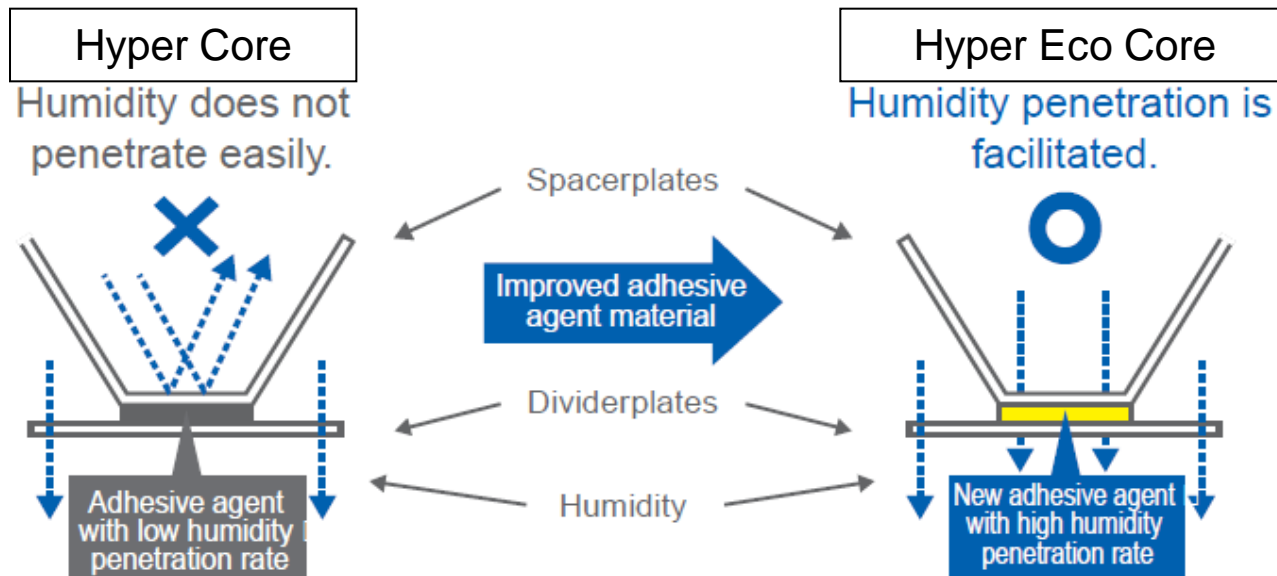 Hyper Core
Humidity does not
penetrate easily.
Hyper Eco Core
Humidity penetration is
facilitated.
Spacerplates
Improved adhesive
agent material
Dividerplates
Humidity
Adhesive agent
with low humidity
penetration rate
New adhesive agent
with high humidity
penetration rate